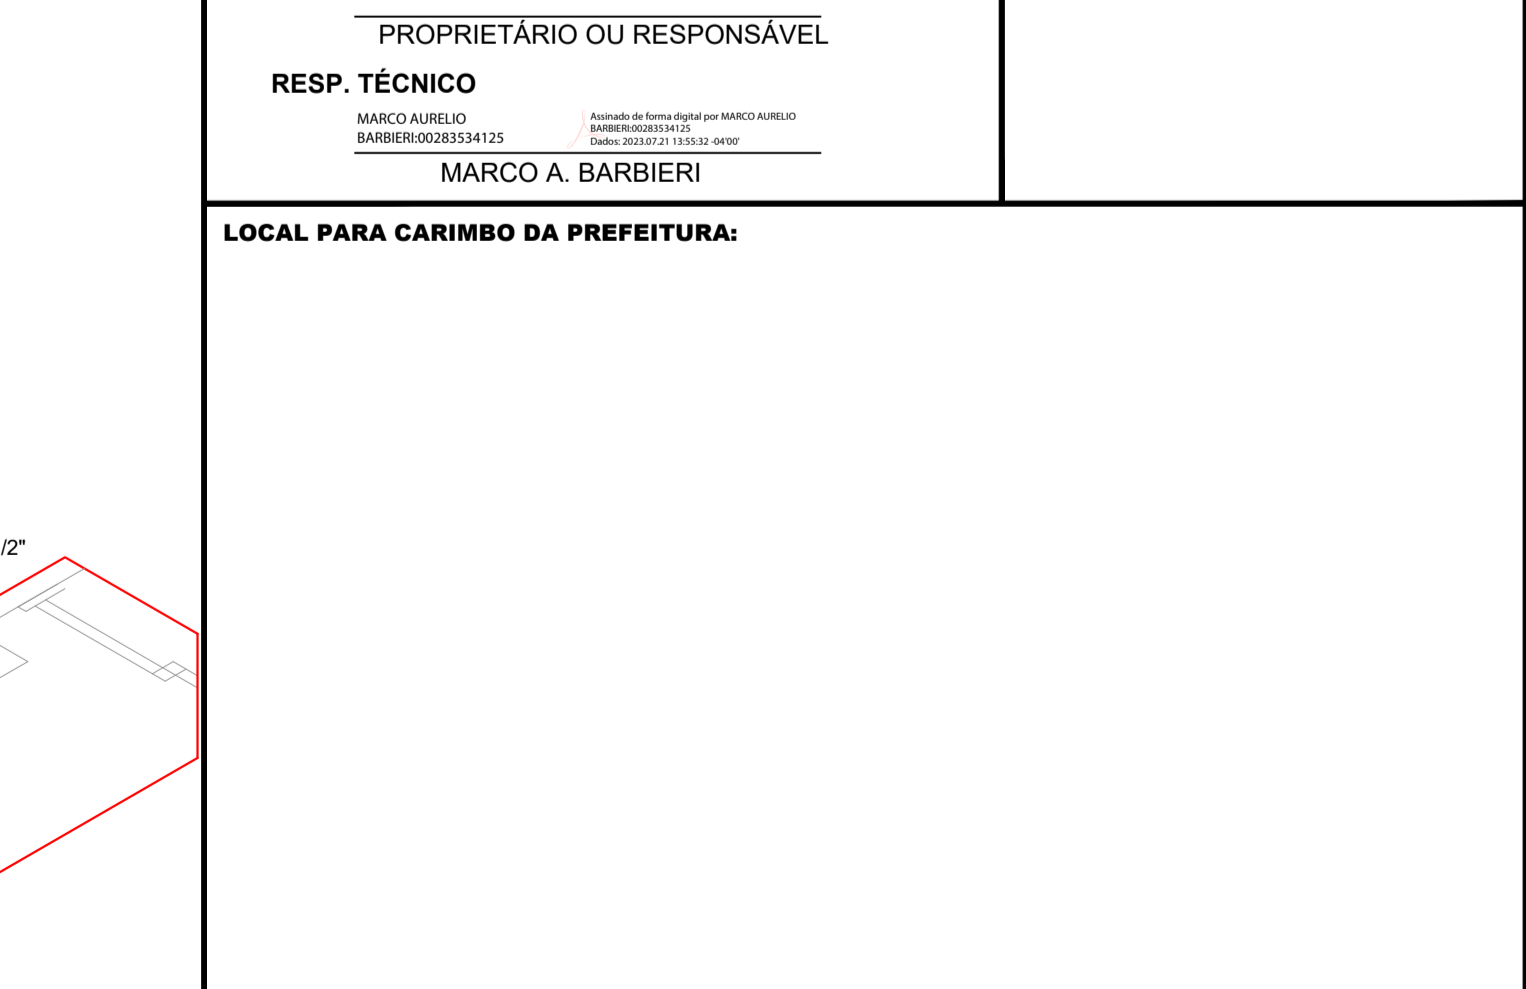 PROPRIETÁRIO OU RESPONSÁVEL
RESP. TÉCNICO
MARCO AURELIO
BARBIERI:00283534125
Assinado de forma digital por MARCO AURELIO
BARBIERI:00283534125
Dados: 2023.07.21 13:55:32 -04'00'
MARCO A. BARBIERI
LOCAL PARA CARIMBO DA PREFEITURA:
/2"